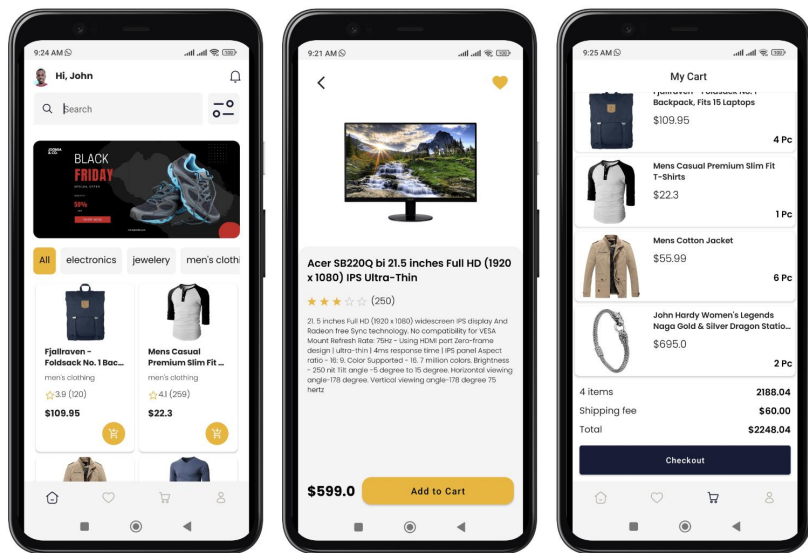 9:24 AM
Hi, John
Search
BLACK
FRIDAY
SPECIAL OFFER
30%
SHOP NOW
All
electronics
jewelery
men's clothi
Fjallraven -
Foldsack No. 1 Bac...
men's clothing
3.9 (120)
$109.95
Mens Casual
Premium Slim Fit ...
men's clothing
4.1 (259)
$22.3
9:21 AM
Acer SB220Q bi 21.5 inches Full HD (1920
x 1080) IPS Ultra-Thin
(250)
21. 5 inches Full HD (1920 x 1080) widescreen IPS display And
Radeon free Sync technology. No compatibility for VESA
Mount Refresh Rate: 75Hz - Using HDMI port Zero-frame
design | ultra-thin | 4ms response time | IPS panel Aspect
ratio - 16: 9. Color Supported - 16. 7 million colors. Brightness
- 250 nit Tilt angle -5 degree to 15 degree. Horizontal viewing
angle-178 degree. Vertical viewing angle-178 degree 75
hertz
$599.0
Add to Cart
9:25 AM
My Cart
Fjallraven - Foldsack No. 1
Backpack, Fits 15 Laptops
$109.95
4 Pc
Mens Casual Premium Slim Fit
T-Shirts
$22.3
1 Pc
Mens Cotton Jacket
$55.99
6 Pc
John Hardy Women's Legends
Naga Gold & Silver Dragon Statio...
$695.0
2 Pc
4 items
2188.04
Shipping fee
$60.00
Total
$2248.04
Checkout